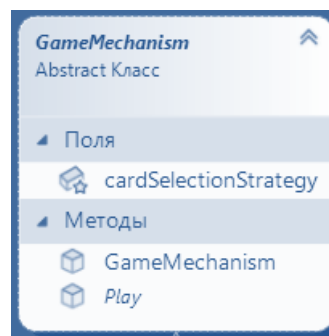 GameMechanism
Abstract Класс
Поля
cardSelectionStrategy
Методы
GameMechanism
Play